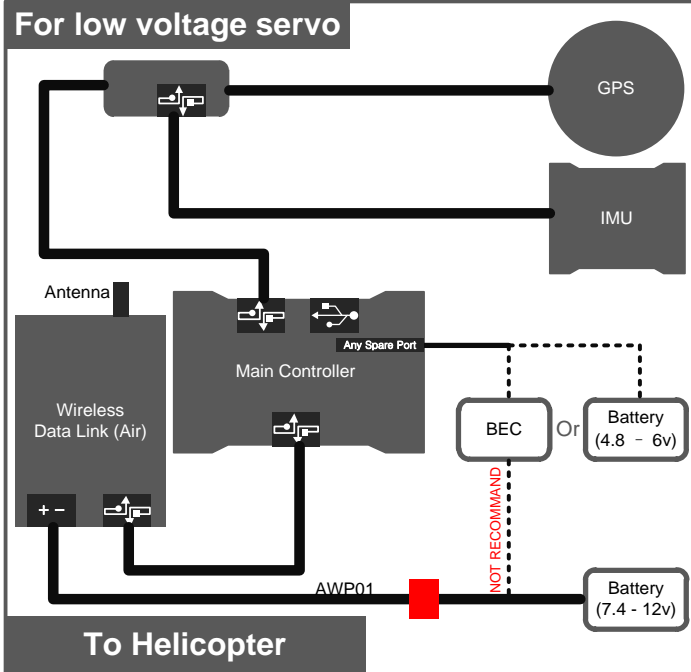 For low voltage servo
GPS
IMU
Antenna
Any Spare Port
Main Controller
Wireless
Data Link (Air)
BEC
Or
Battery
(4.8 - 6v)
+ -
NOT RECOMMAND
AWP01
Battery
(7.4 - 12v)
To Helicopter